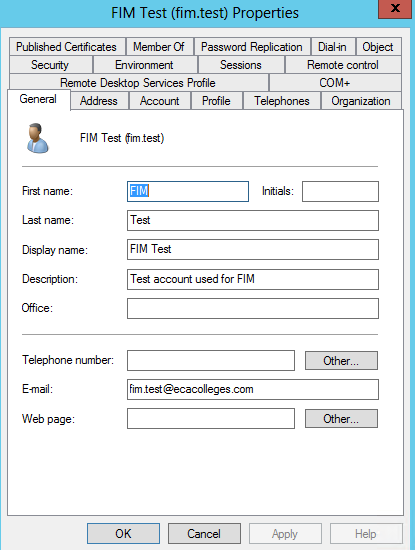 FIM Test (fim.test) Properties
x
Published Certificates Member Of Password Replication Dial-in Object
Security Environment Sessions Remote control
Remote Desktop Services Profile COM+
General Address Account Profile Telephones Organization
FIM Test (fim.test)
First name: FIM Initials:
Last name: Test
Display name: FIM Test
Description: Test account used for FIM
Office:
Telephone number: Other...
E-mail: fim.test@ecacolleges.com
Web page: Other...
OK Cancel Apply Help